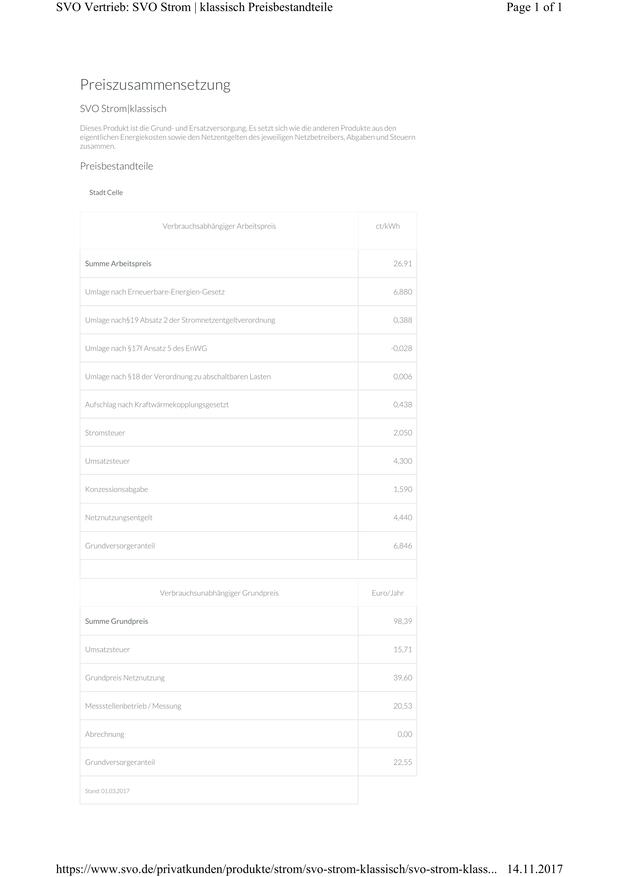 SVO Vertrieb: SVO Strom | klassisch Preisbestandteile Page 1 of 1
Preiszusammensetzung
SVO Strom|klassisch
Dieses Produkt ist die Grund- und Ersatzversorgung. Es setzt sich wie die anderen Produkte aus den
eigentlichen Energiekosten sowie den Netzentgelten des jeweiligen Netzbetreibers, Abgaben und Steuern
zusammen.
Preisbestandteile
Stadt Celle
Verbrauchsabhängiger Arbeitspreis ct/kWh
Summe Arbeitspreis 26,91
Umlage nach Erneuerbare-Energien-Gesetz 6,880
Umlage nach§19 Absatz 2 der Stromnetzentgeltverordnung 0,388
Umlage nach §17f Ansatz 5 des EnWG -0,028
Umlage nach §18 der Verordnung zu abschaltbaren Lasten 0,006
Aufschlag nach Kraftwärmekopplungsgesetzt 0,438
Stromsteuer 2,050
Umsatzsteuer 4,300
Konzessionsabgabe 1,590
Netznutzungsentgelt 4,440
Grundversorgeranteil 6,846
Verbrauchsunabhängiger Grundpreis Euro/Jahr
Summe Grundpreis 98,39
Umsatzsteuer 15,71
Grundpreis Netznutzung 39,60
Messstellenbetrieb / Messung 20,53
Abrechnung 0,00
Grundversorgeranteil 22,55
Stand: 01.03.2017
https://www.svo.de/privatkunden/produkte/strom/svo-strom-klassisch/svo-strom-klass... 14.11.2017